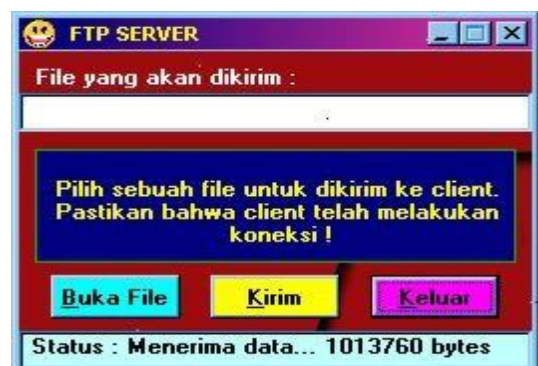 FTP SERVER
File yang akan dikirim :
Pilih sebuah file untuk dikirim ke client.
Pastikan bahwa client telah melakukan
koneksi !
Buka File Kirim Keluar
Status : Menerima data... 1013760 bytes